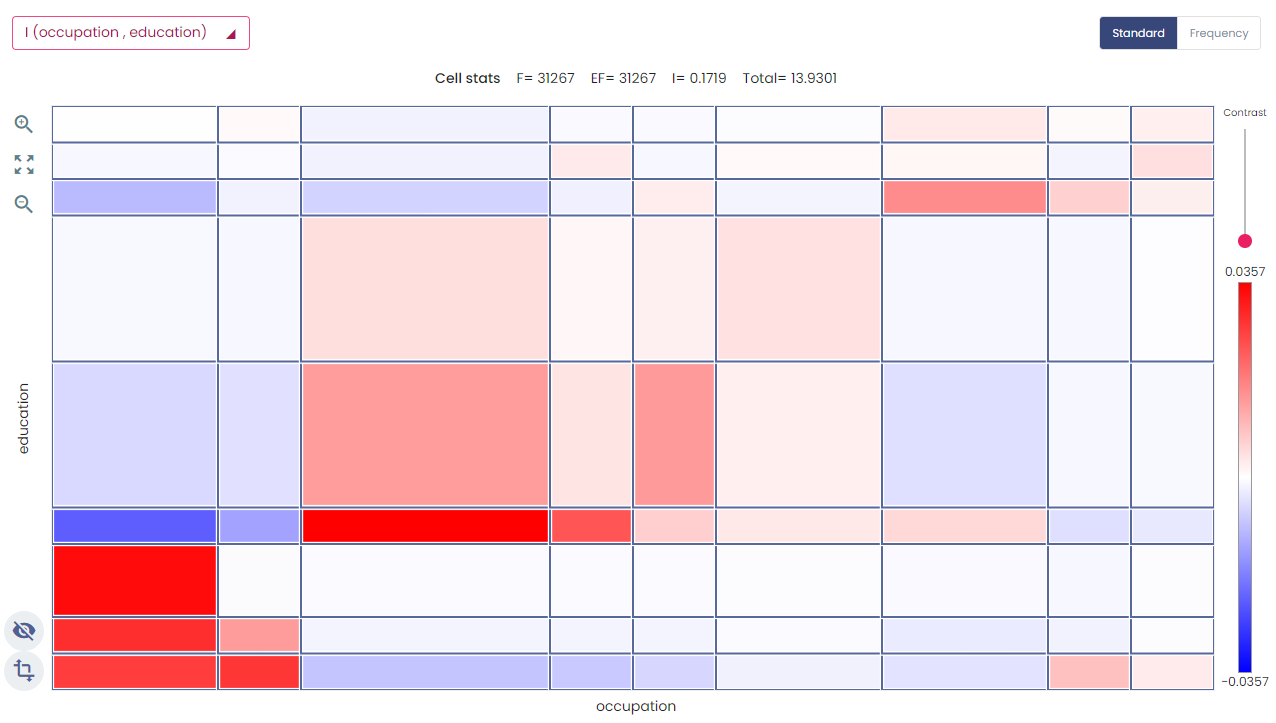 I (occupation , education)
Standard Frequency
Cell stats F= 31267 EF= 31267 I= 0.1719 Total= 13.9301
Contrast
0.0357
education
-0.0357
occupation